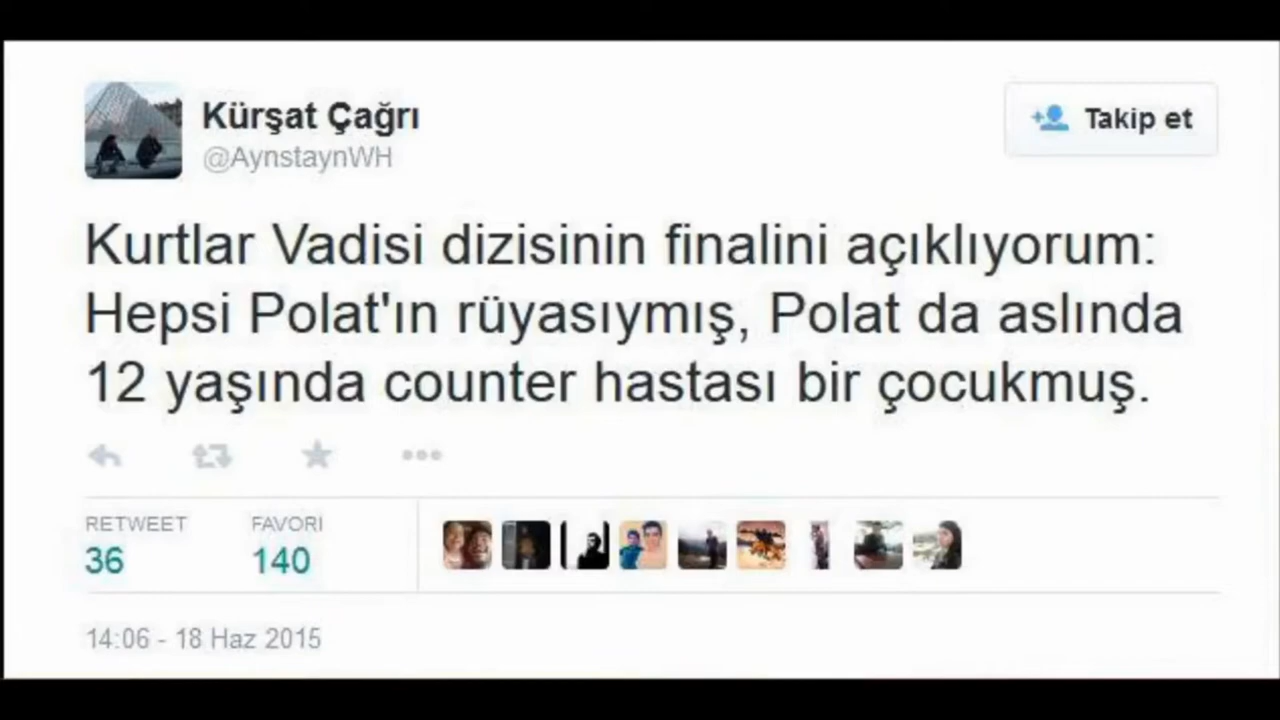 Kürşat Çağrı
@AynstaynWH
Takip et
Kurtlar Vadisi dizisinin finalini açıklıyorum:
Hepsi Polat'ın rüyasıymış, Polat da aslında
12 yaşında counter hastası bir çocukmuş.
RETWEET FAVORI
36 140
14:06 - 18 Haz 2015